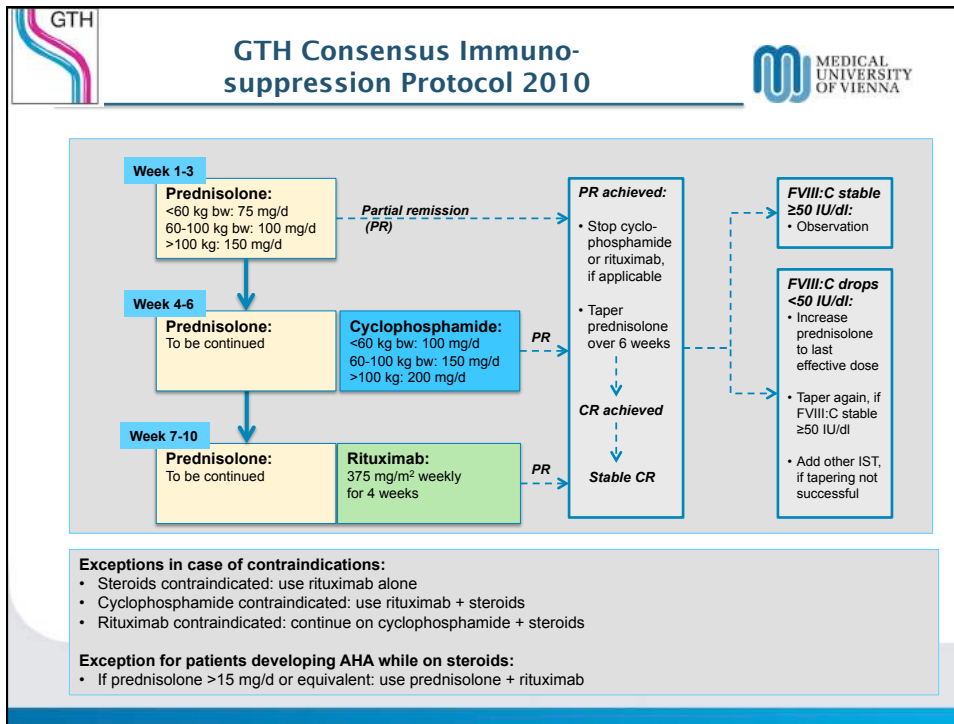 GTH
GTH Consensus Immuno-
suppression Protocol 2010
MEDICAL
UNIVERSITY
OF VIENNA
Week 1-3
Prednisolone:
<60 kg bw: 75 mg/d
60-100 kg bw: 100 mg/d
>100 kg: 150 mg/d
Partial remission
(PR)
Week 4-6
Prednisolone:
To be continued
Cyclophosphamide:
<60 kg bw: 100 mg/d
60-100 kg bw: 150 mg/d
>100 kg: 200 mg/d
PR
Week 7-10
Prednisolone:
To be continued
Rituximab:
375 mg/m² weekly
for 4 weeks
PR
PR achieved:
• Stop cyclo-
phosphamide
or rituximab,
if applicable
• Taper
prednisolone
over 6 weeks
CR achieved
Stable CR
FVIII:C stable
≥50 IU/dl:
• Observation
FVIII:C drops
<50 IU/dl:
• Increase
prednisolone
to last
effective dose
• Taper again, if
FVIII:C stable
≥50 IU/dl
• Add other IST,
if tapering not
successful
Exceptions in case of contraindications:
• Steroids contraindicated: use rituximab alone
• Cyclophosphamide contraindicated: use rituximab + steroids
• Rituximab contraindicated: continue on cyclophosphamide + steroids
Exception for patients developing AHA while on steroids:
• If prednisolone >15 mg/d or equivalent: use prednisolone + rituximab